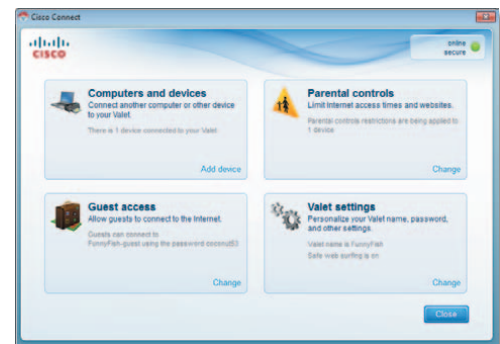 Cisco Connect
CISCO
online
secure
Computers and devices
Connect another computer or other device
to your Valet.
There is 1 device connected to your Valet
Add device
Parental controls
Limit Internet access times and websites.
Parental controls restrictions are being applied to
1 device
Change
Guest access
Allow guests to connect to the Internet.
Guests can connect to
FunnyFish-guest using the password coconut53
Change
Valet settings
Personalize your Valet name, password,
and other settings.
Valet name is FunnyFish
Safe web surfing is on
Change
Close